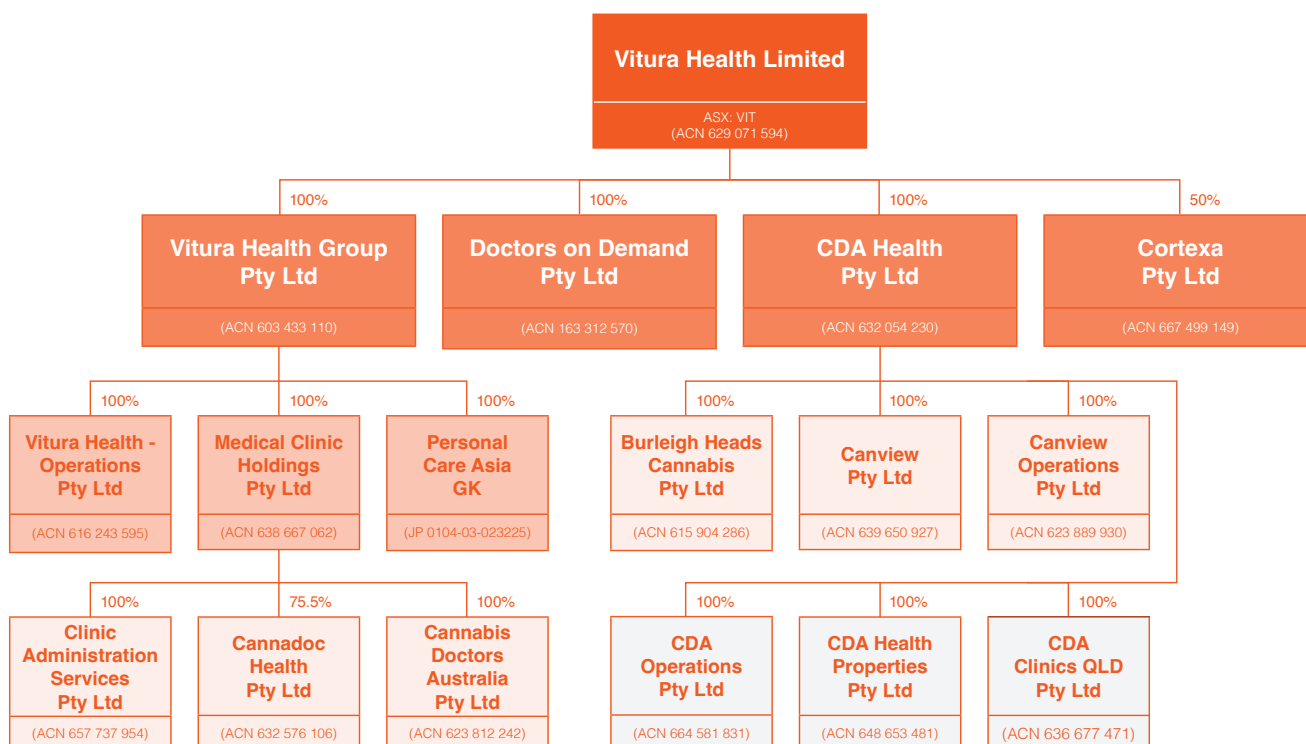 Vitura Health Limited
ASX: VIT
(ACN 629 071 594)
100%
100%
100%
50%
Vitura Health Group
Pty Ltd
(ACN 603 433 110)
Doctors on Demand
Pty Ltd
(ACN 163 312 570)
CDA Health
Pty Ltd
(ACN 632 054 230)
Cortexa
Pty Ltd
(ACN 667 499 149)
100%
100%
100%
100%
100%
100%
Vitura Health -
Operations
Pty Ltd
(ACN 616 243 595)
Medical Clinic
Holdings
Pty Ltd
(ACN 638 667 062)
Personal
Care Asia
GK
(JP 0104-03-023225)
Burleigh Heads
Cannabis
Pty Ltd
(ACN 615 904 286)
Canview
Pty Ltd
(ACN 639 650 927)
Canview
Operations
Pty Ltd
(ACN 623 889 930)
100%
75.5%
100%
100%
100%
100%
Clinic
Administration
Services
Pty Ltd
(ACN 657 737 954)
Cannadoc
Health
Pty Ltd
(ACN 632 576 106)
Cannabis
Doctors
Australia
Pty Ltd
(ACN 623 812 242)
CDA
Operations
Pty Ltd
(ACN 664 581 831)
CDA Health
Properties
Pty Ltd
(ACN 648 653 481)
CDA
Clinics QLD
Pty Ltd
(ACN 636 677 471)